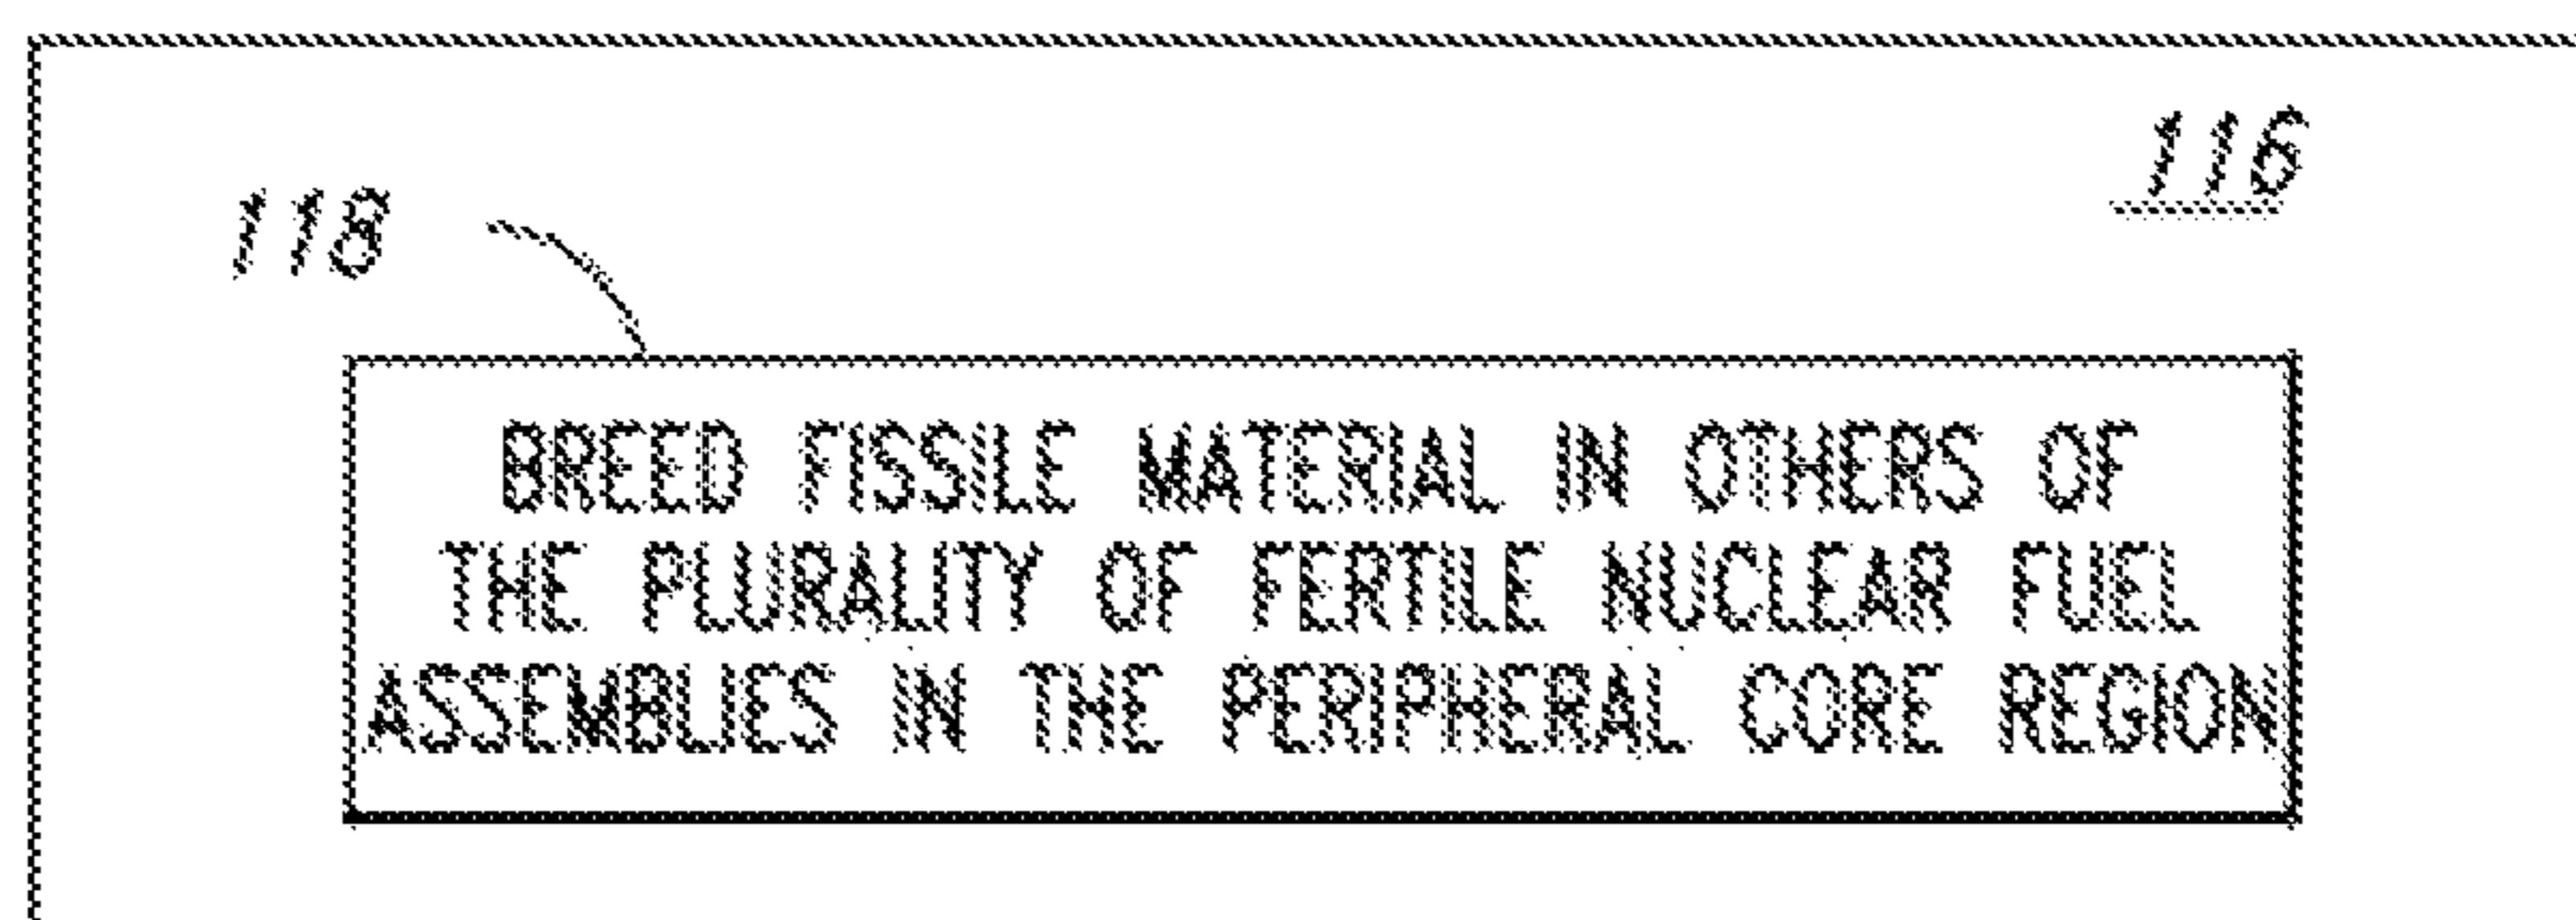 116
118
BREED FISSILE MATERIAL IN OTHERS OF
THE PLURALITY OF FERTILE NUCLEAR FUEL
ASSEMBLIES IN THE PERIPHERAL CORE REGION